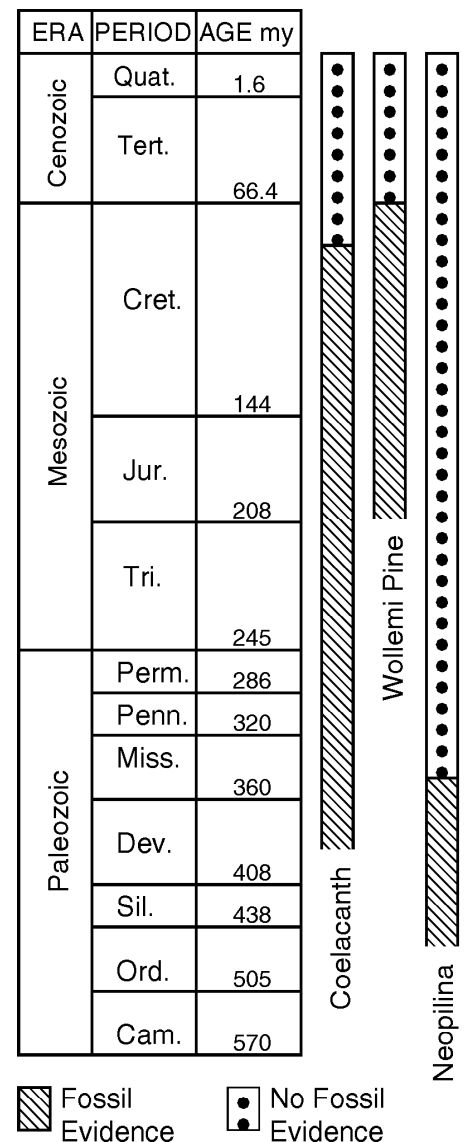 ERA PERIOD AGE my
Cenozoic
Quat. 1.6
Tert. 66.4
Mesozoic
Cret. 144
Jur. 208
Tri. 245
Paleozoic
Perm. 286
Penn. 320
Miss. 360
Dev. 408
Sil. 438
Ord. 505
Cam. 570
Coelacanth
Wollemi Pine
Neopilina
Fossil
Evidence
No Fossil
Evidence